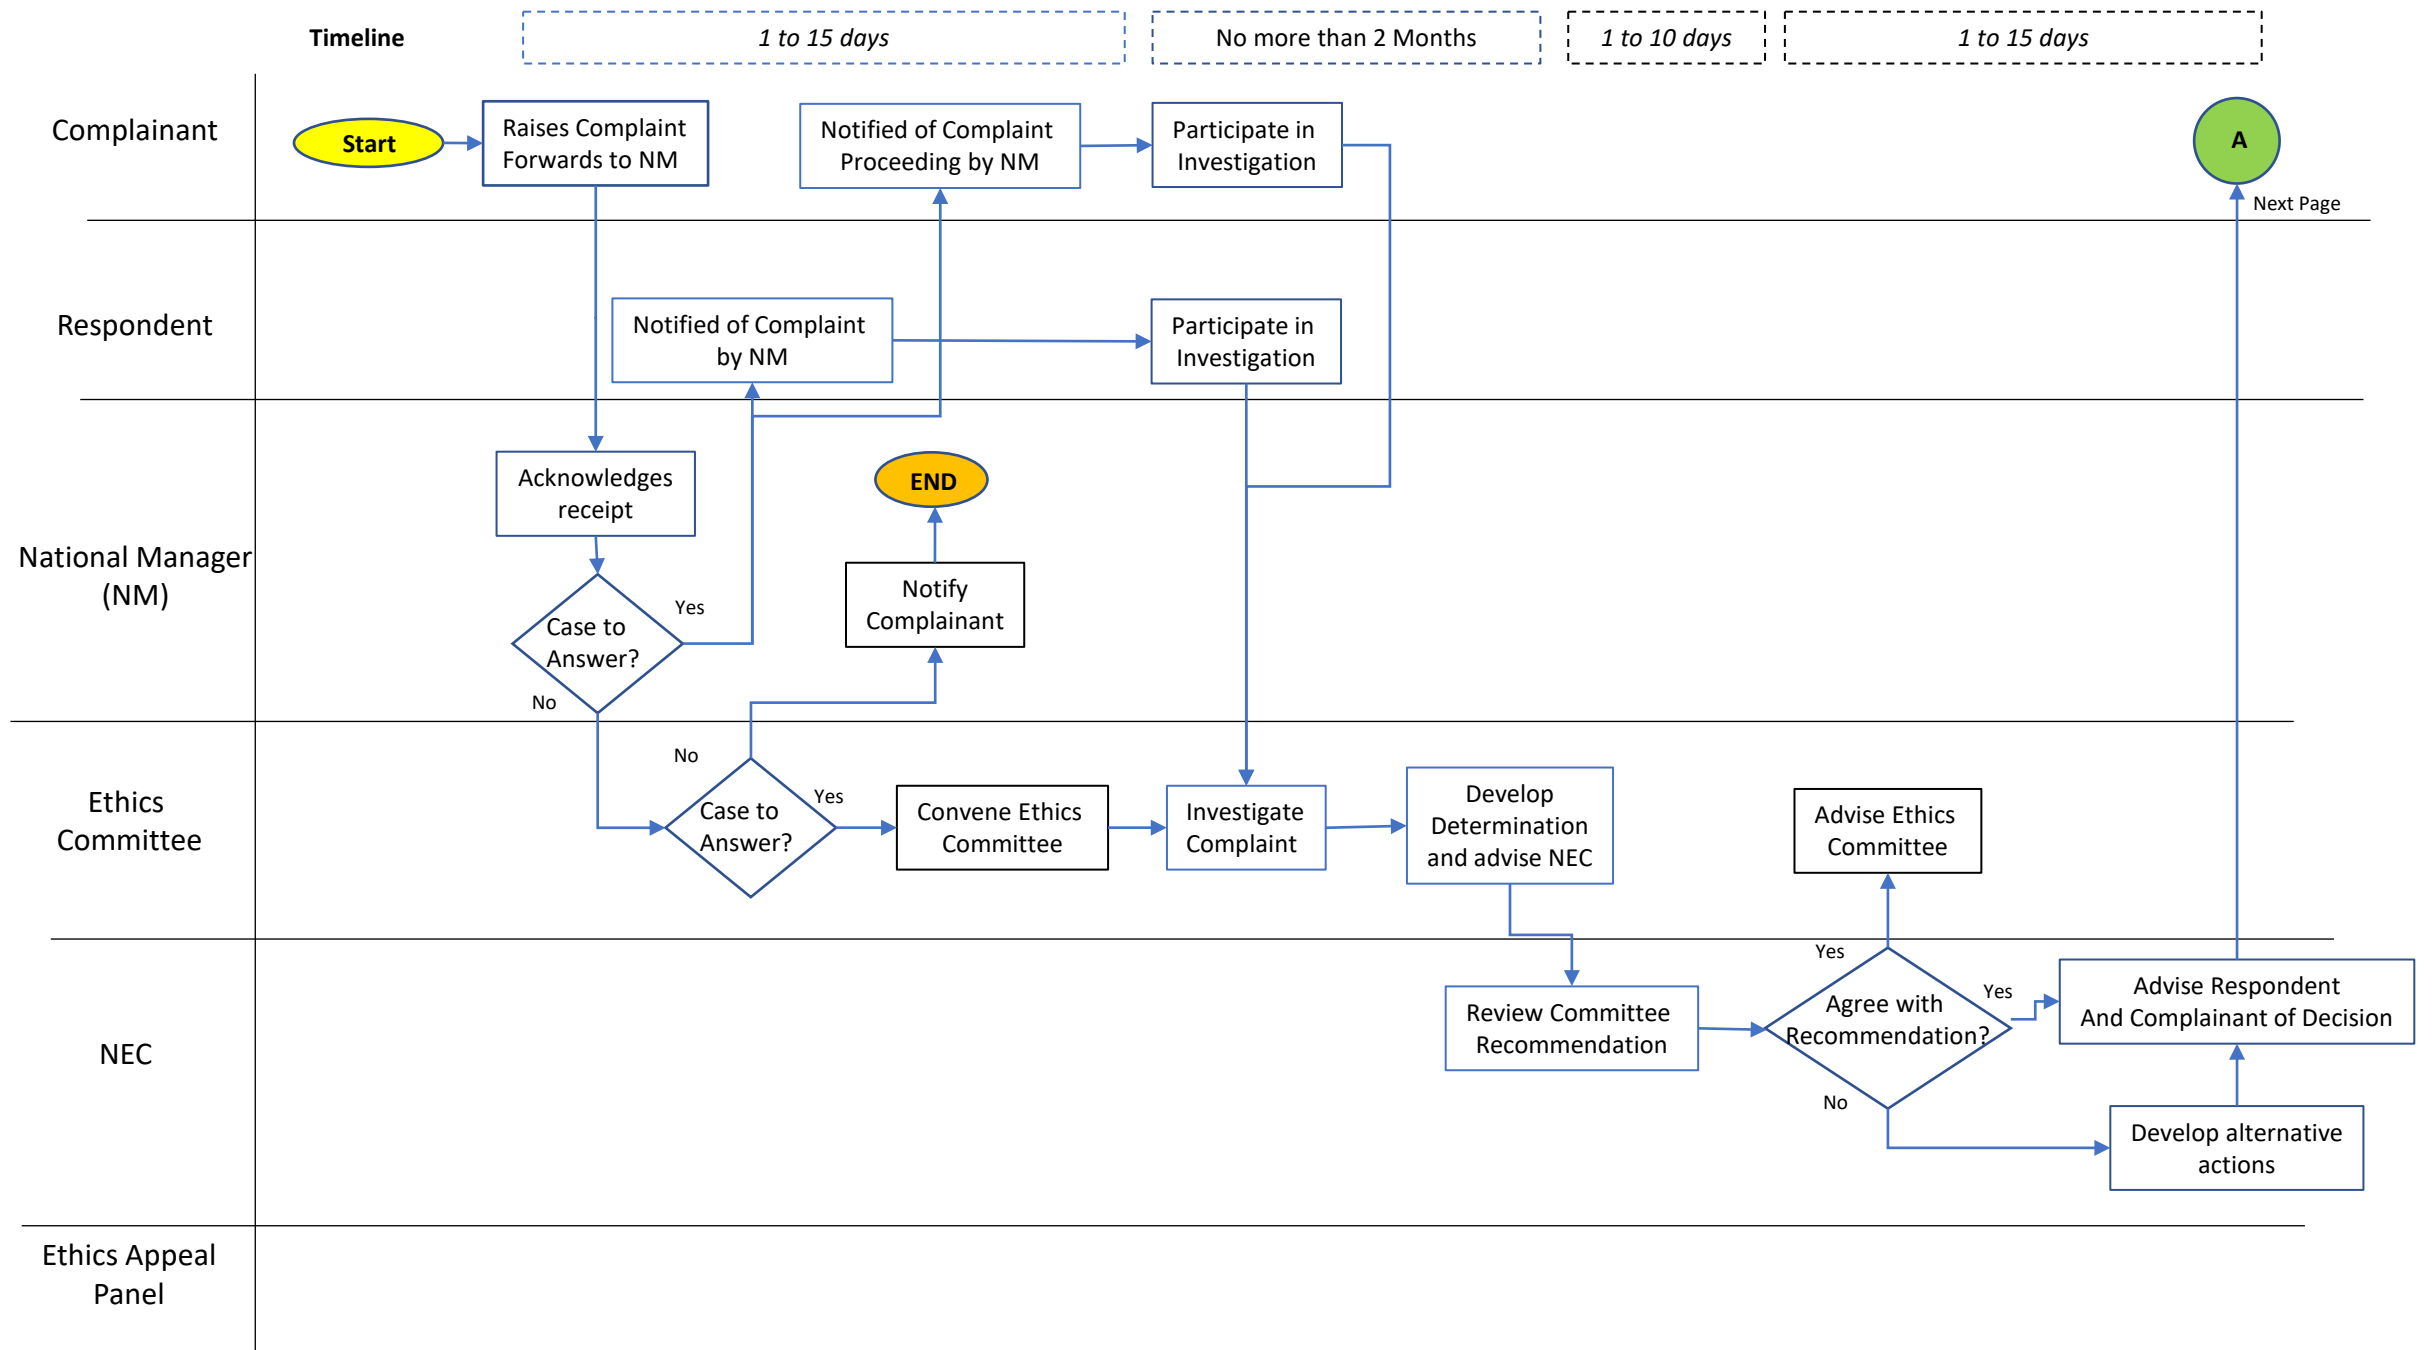 Timeline
1 to 15 days
No more than 2 Months
1 to 10 days
1 to 15 days
Complainant
Start
Raises Complaint
Forwards to NM
Notified of Complaint
Proceeding by NM
Participate in
Investigation
A
Next Page
Respondent
Notified of Complaint
by NM
Participate in
Investigation
National Manager
(NM)
Acknowledges
receipt
END
Notify
Complainant
Case to
Answer?
Yes
No
Ethics
Committee
No
Case to
Answer?
Yes
Convene Ethics
Committee
Investigate
Complaint
Develop
Determination
and advise NEC
Advise Ethics
Committee
NEC
Review Committee
Recommendation
Yes
Agree with
Recommendation?
Yes
No
Advise Respondent
And Complainant of Decision
Develop alternative
actions
Ethics Appeal
Panel